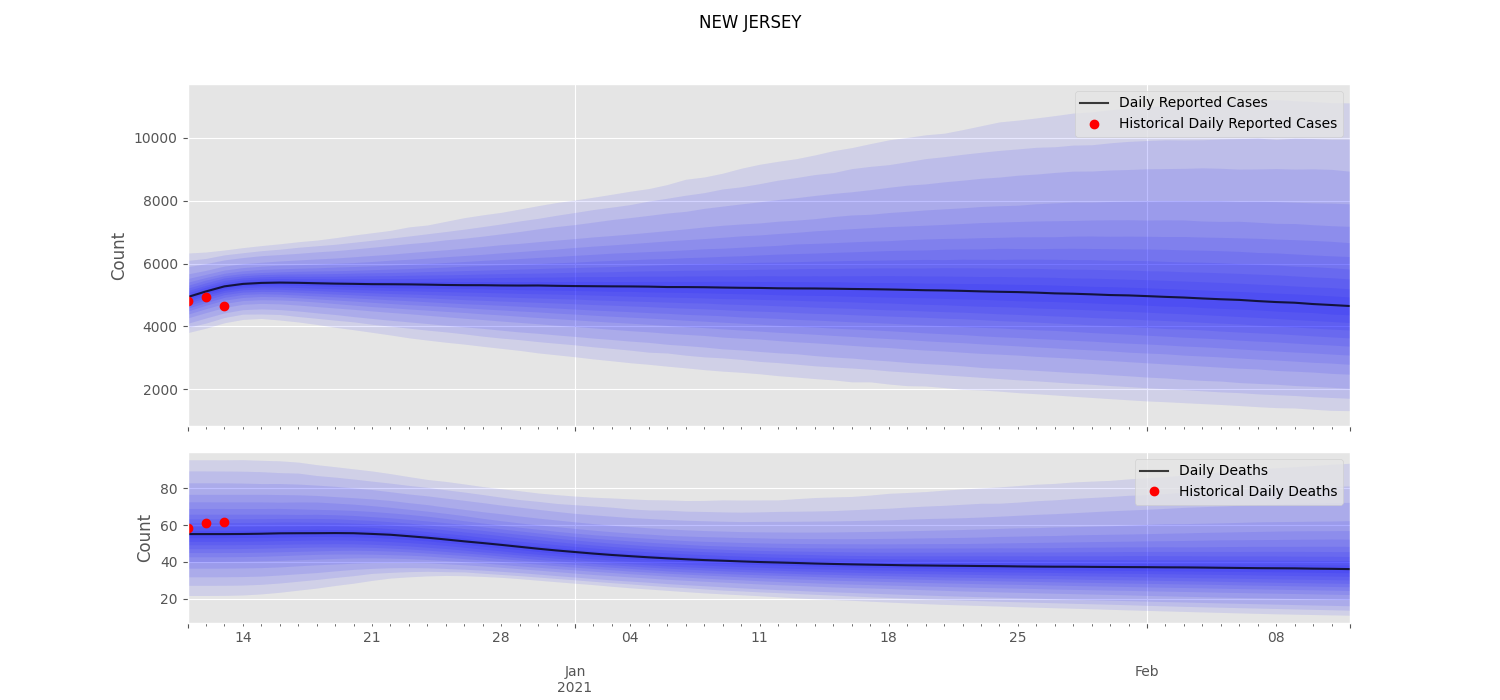 NEW JERSEY
Daily Reported Cases
Historical Daily Reported Cases
Count
10000
8000
6000
4000
2000
Daily Deaths
Historical Daily Deaths
Count
80
60
40
20
14 21 28 04 11 18 25 08
Jan Feb
2021